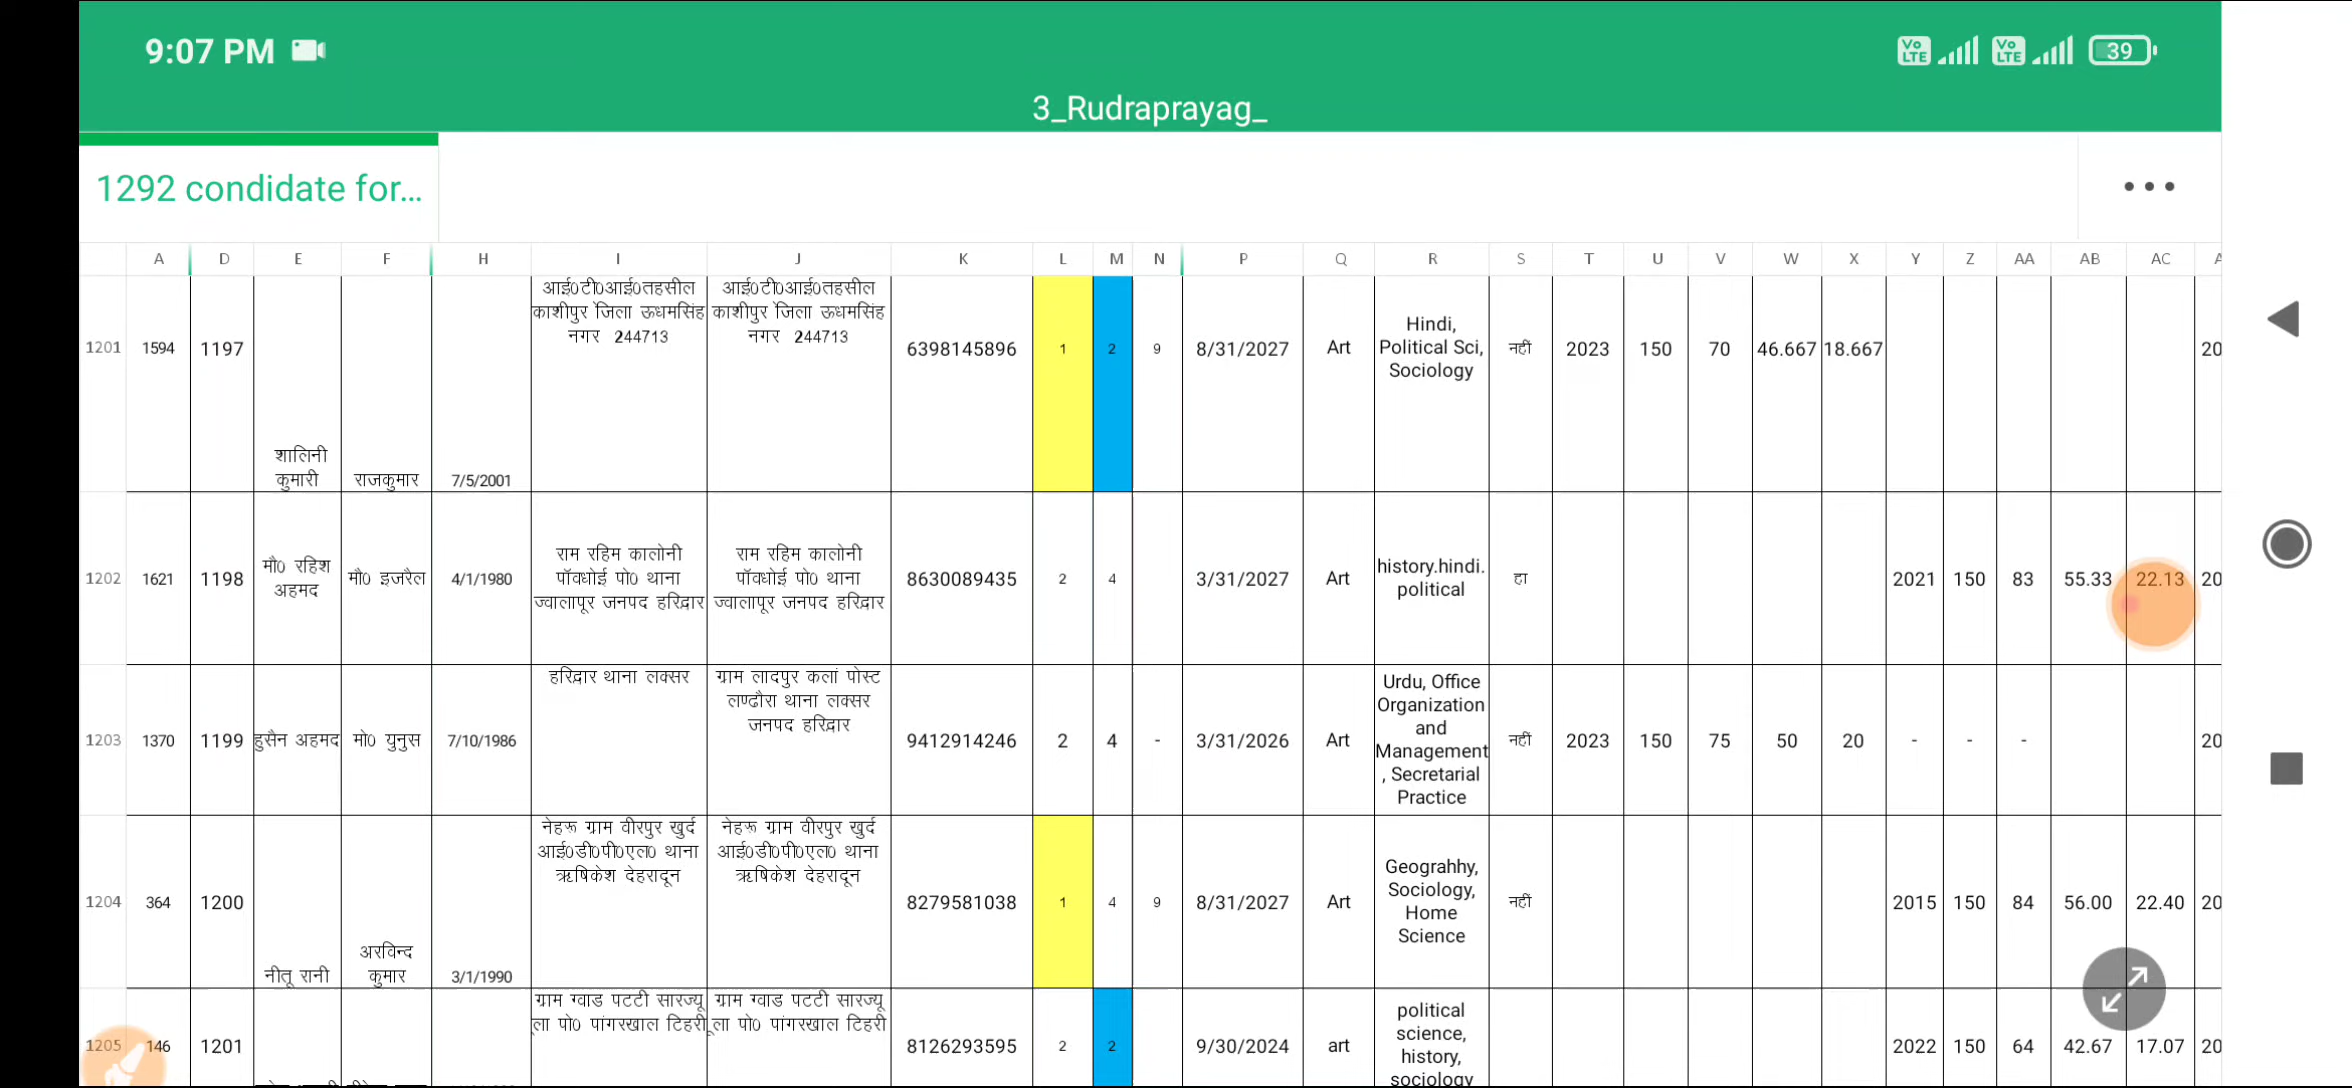 9:07 PM
Vo LTE Vo LTE 39
3_Rudraprayag_
1292 condidate for...
A D E F H I J K L M N P Q R S T U V W X Y Z AA AB AC
1201 1594 1197 शालिनी कुमारी राजकुमार 7/5/2001 आई0टी0आई0तहसील काशीपुर जिला ऊधमसिंह नगर 244713 आई0टी0आई0तहसील काशीपुर जिला ऊधमसिंह नगर 244713 6398145896 1 2 9 8/31/2027 Art Hindi, Political Sci, Sociology नहीं 2023 150 70 46.667 18.667 20
1202 1621 1198 मौ0 रहिश अहमद मौ0 इजरैल 4/1/1980 राम रहिम कालोनी पॉवधोई पो0 थाना ज्वालापूर जनपद हरिद्वार राम रहिम कालोनी पॉवधोई पो0 थाना ज्वालापूर जनपद हरिद्वार 8630089435 2 4 3/31/2027 Art history.hindi. political हा 2021 150 83 55.33 22.13 20
1203 1370 1199 हुसैन अहमद मो0 युनुस 7/10/1986 हरिद्वार थाना लक्सर ग्राम लादपुर कलां पोस्ट लण्ढौरा थाना लक्सर जनपद हरिद्वार 9412914246 2 4 - 3/31/2026 Art Urdu, Office Organization and Management , Secretarial Practice नहीं 2023 150 75 50 20 - - - 20
1204 364 1200 नीतू रानी अरविन्द कुमार 3/1/1990 नेहरू ग्राम वीरपुर खुर्द आई0डी0पी0एल0 थाना ऋषिकेश देहरादून नेहरू ग्राम वीरपुर खुर्द आई0डी0पी0एल0 थाना ऋषिकेश देहरादून 8279581038 1 4 9 8/31/2027 Art Geograhhy, Sociology, Home Science नहीं 2015 150 84 56.00 22.40 20
1205 146 1201 ग्राम ग्वाड पटटी सारज्यूला पो0 पांगरखाल टिहरी ग्राम ग्वाड पटटी सारज्यूला पो0 पांगरखाल टिहरी 8126293595 2 2 9/30/2024 art political science, history, sociology 2022 150 64 42.67 17.07 20